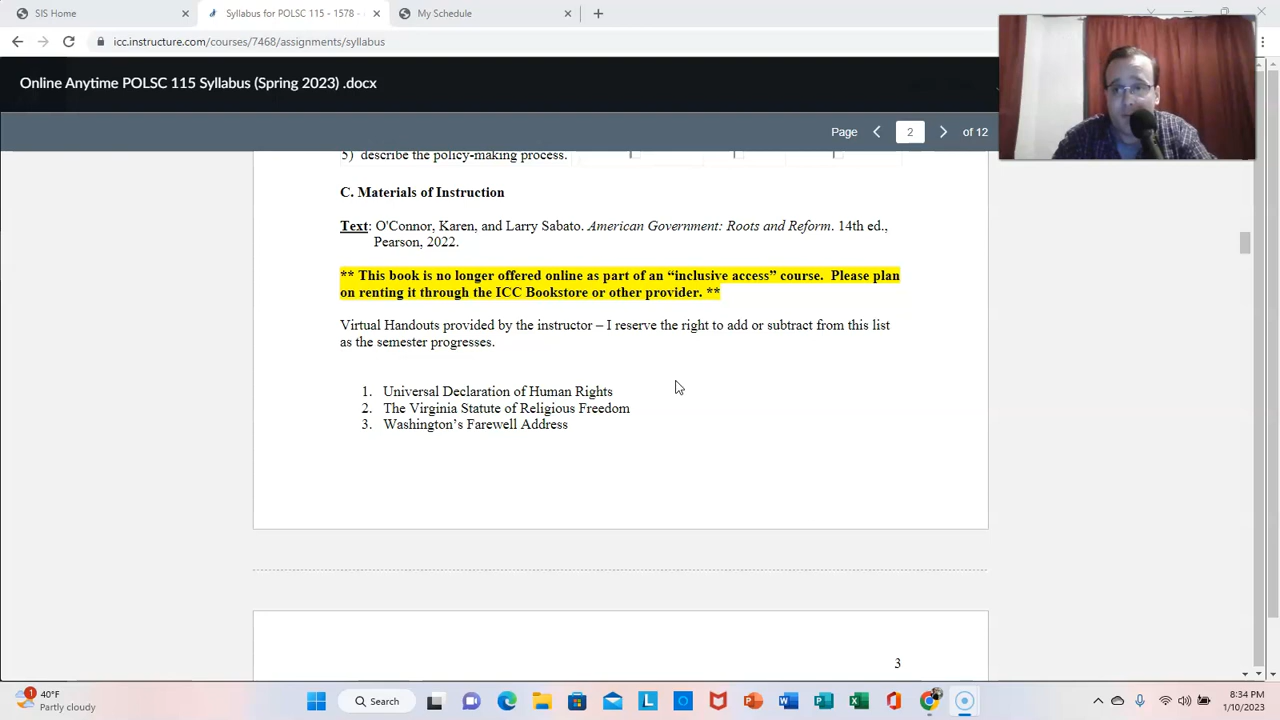 SIS Home
Syllabus for POLSC 115 - 1578 -
My Schedule
icc.instructure.com/courses/7468/assignments/syllabus
Online Anytime POLSC 115 Syllabus (Spring 2023) .docx
Page 2 of 12
5) describe the policy-making process.
C. Materials of Instruction
Text: O'Connor, Karen, and Larry Sabato. American Government: Roots and Reform. 14th ed.,
Pearson, 2022.
** This book is no longer offered online as part of an “inclusive access” course. Please plan
on renting it through the ICC Bookstore or other provider. **
Virtual Handouts provided by the instructor – I reserve the right to add or subtract from this list
as the semester progresses.
1. Universal Declaration of Human Rights
2. The Virginia Statute of Religious Freedom
3. Washington’s Farewell Address
3
1
40°F
Partly cloudy
Search
8:34 PM
1/10/2023